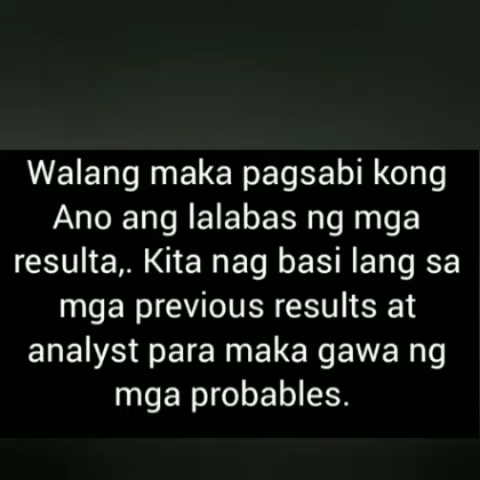 Walang maka pagsabi kong
Ano ang lalabas ng mga
resulta,. Kita nag basi lang sa
mga previous results at
analyst para maka gawa ng
mga probables.